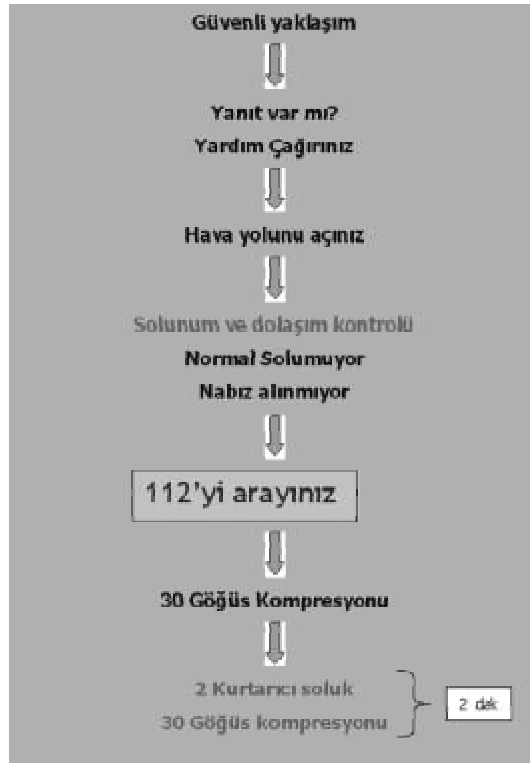 Güvenli yaklaşım
Yanıt var mı?
Yardım Çağırınız
Hava yolunu açınız
Solunum ve dolaşım kontrolü
Normal Solumuyor
Nabız alınmıyor
112'yi arayınız
30 Göğüs Kompresyonu
2 Kurtarıcı soluk
30 Göğüs kompresyonu
2 dak